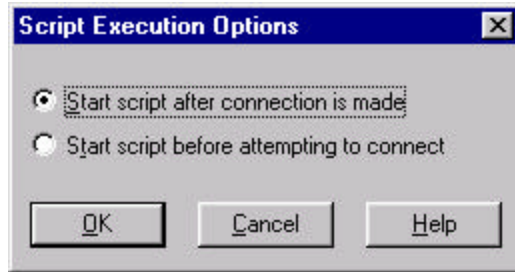 Script Execution Options
Start script after connection is made
Start script before attempting to connect
OK Cancel Help